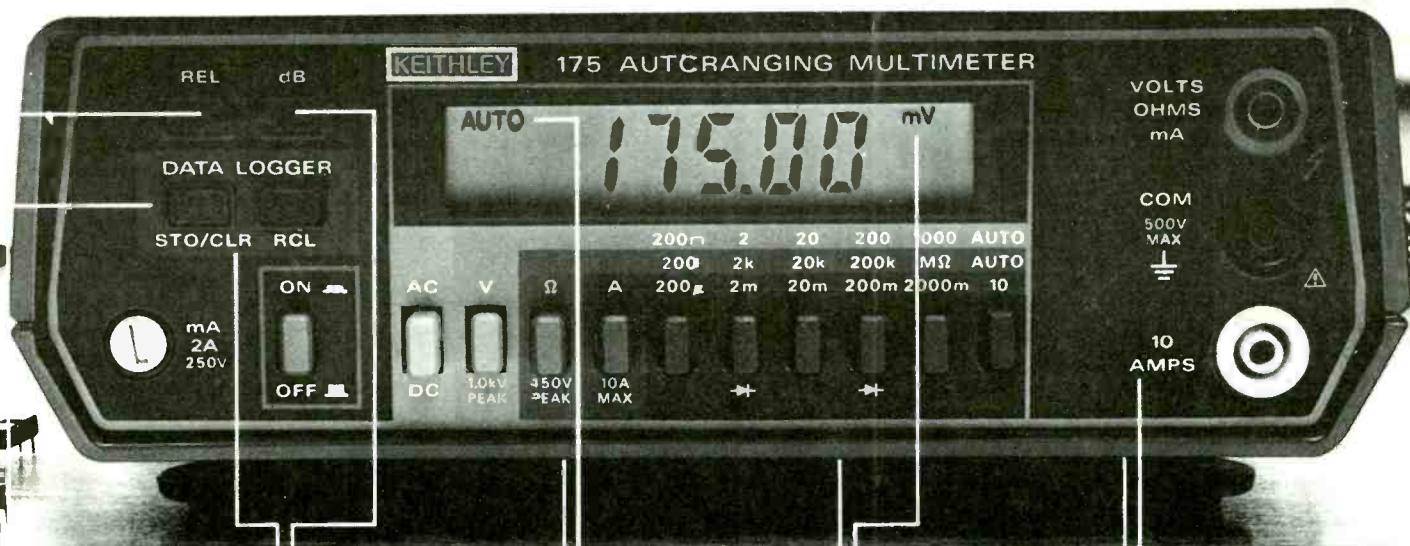 KEITHLEY 175 AUTORANGING MULTIMETER
REL dB
AUTO 175.00 mV
DATA LOGGER
STO/CLR RCL
ON
OFF
mA
2A
250V
200m 2 20 200 1000 AUTO
200 2k 20k 200k MΩ AUTO
AC V Ω A 200µ 2m 20m 200m 2000m 10
DC 1.0kV PEAK 450V PEAK 10A MAX
VOLTS
OHMS
mA
COM
500V
MAX
10
AMPS